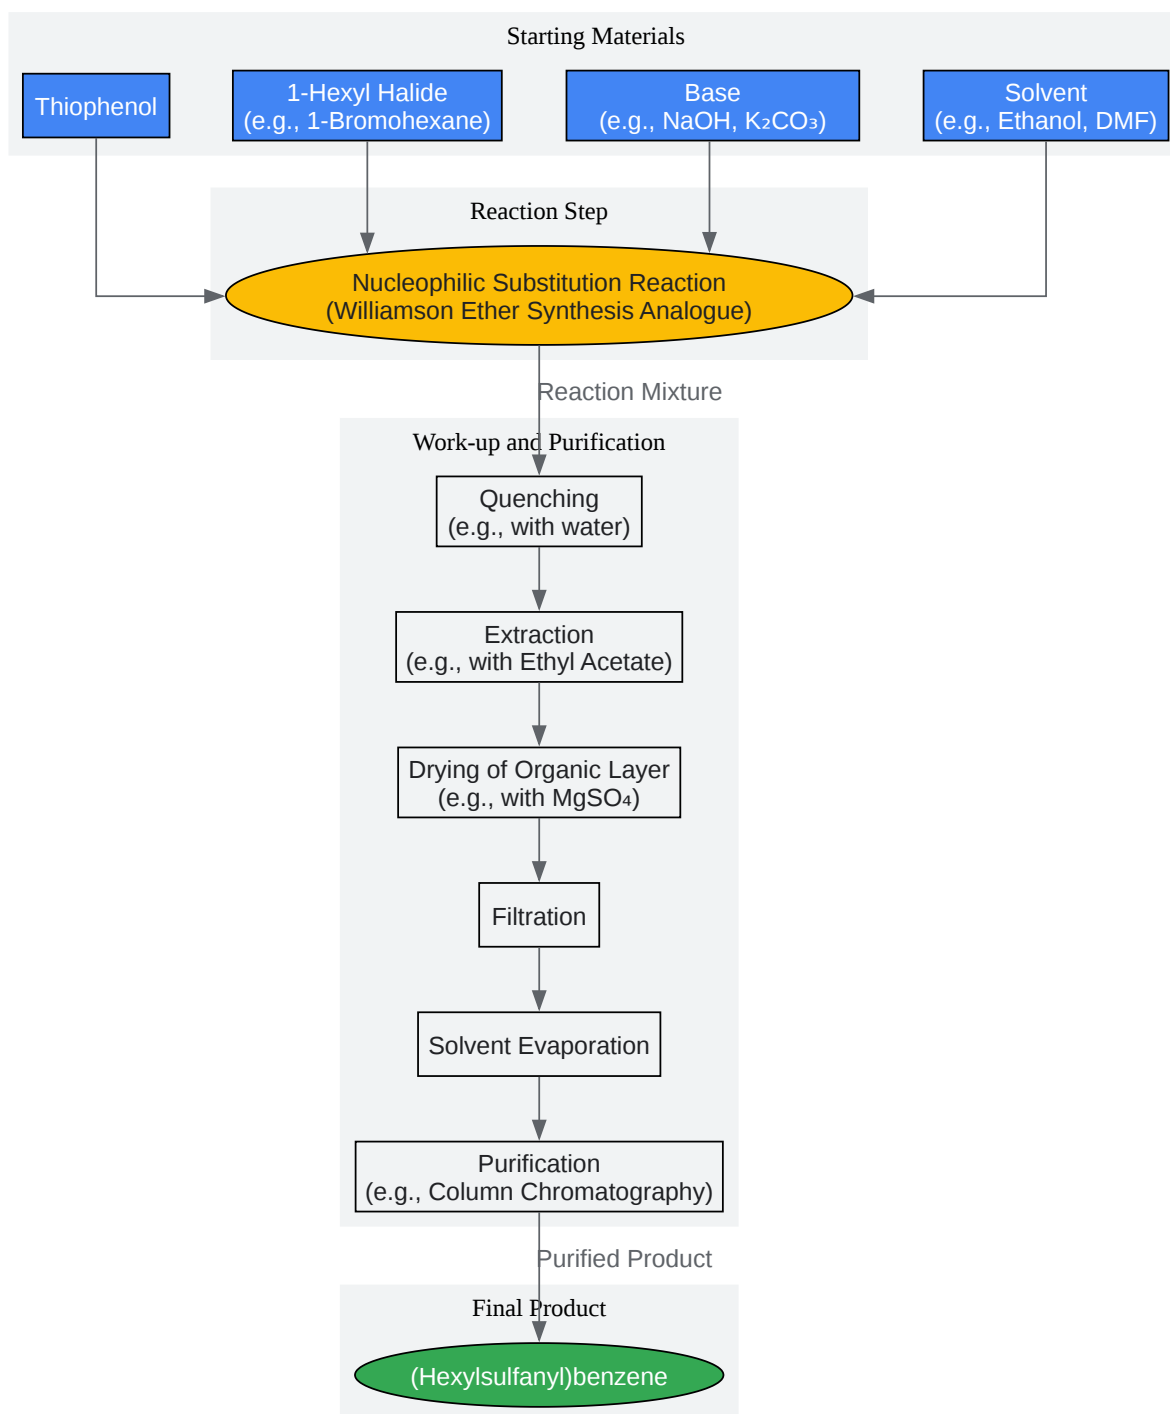 Starting Materials
Thiophenol
1-Hexyl Halide
(e.g., 1-Bromohexane)
Base
(e.g., NaOH, K₂CO₃)
Solvent
(e.g., Ethanol, DMF)
Reaction Step
Nucleophilic Substitution Reaction
(Williamson Ether Synthesis Analogue)
Reaction Mixture
Work-up and Purification
Quenching
(e.g., with water)
Extraction
(e.g., with Ethyl Acetate)
Drying of Organic Layer
(e.g., with MgSO₄)
Filtration
Solvent Evaporation
Purification
(e.g., Column Chromatography)
Purified Product
Final Product
(Hexylsulfanyl)benzene